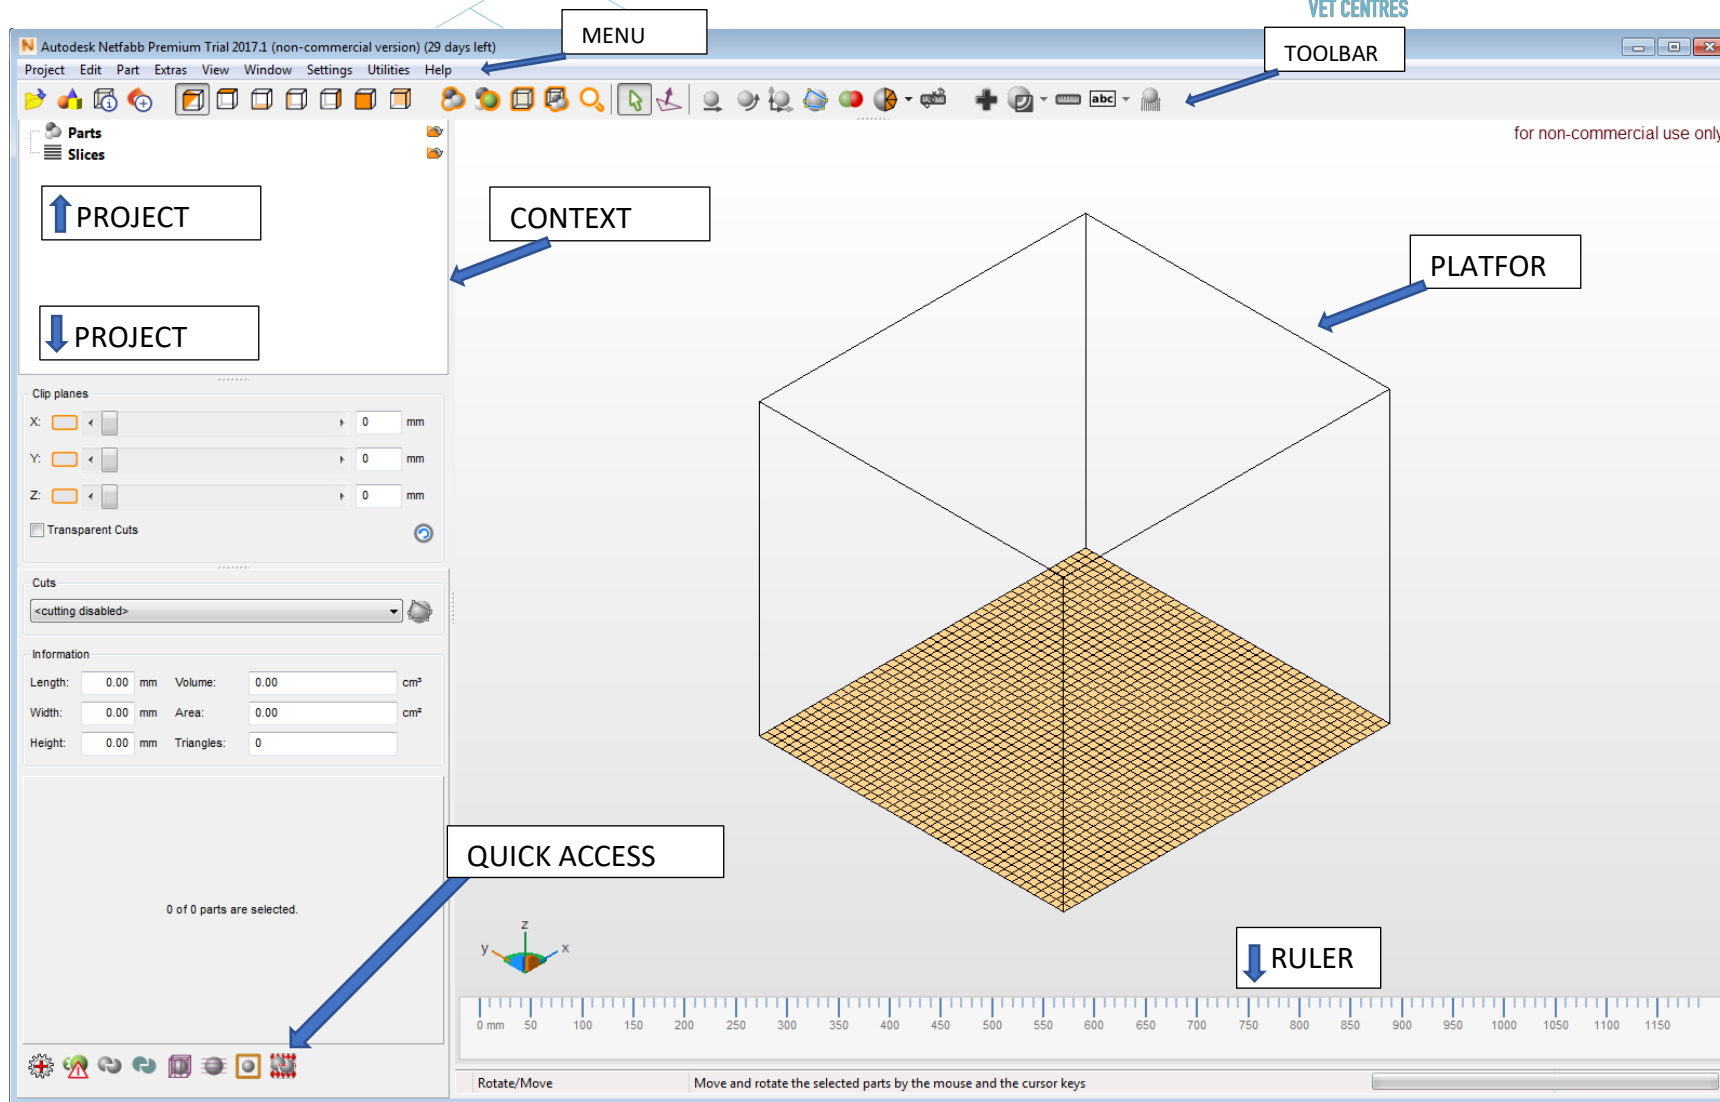 VET CENTRES
MENU
TOOLBAR
Autodesk Netfabb Premium Trial 2017.1 (non-commercial version) (29 days left)
Project Edit Part Extras View Window Settings Utilities Help
abc
Parts
Slices
for non-commercial use only
PROJECT
CONTEXT
PLATFOR
PROJECT
Clip planes
X: 0 mm
Y: 0 mm
Z: 0 mm
Transparent Cuts
Cuts
<cutting disabled>
Information
Length: 0.00 mm Volume: 0.00 cm³
Width: 0.00 mm Area: 0.00 cm²
Height: 0.00 mm Triangles: 0
QUICK ACCESS
0 of 0 parts are selected.
z
y x
RULER
0 mm 50 100 150 200 250 300 350 400 450 500 550 600 650 700 750 800 850 900 950 1000 1050 1100 1150
Rotate/Move Move and rotate the selected parts by the mouse and the cursor keys